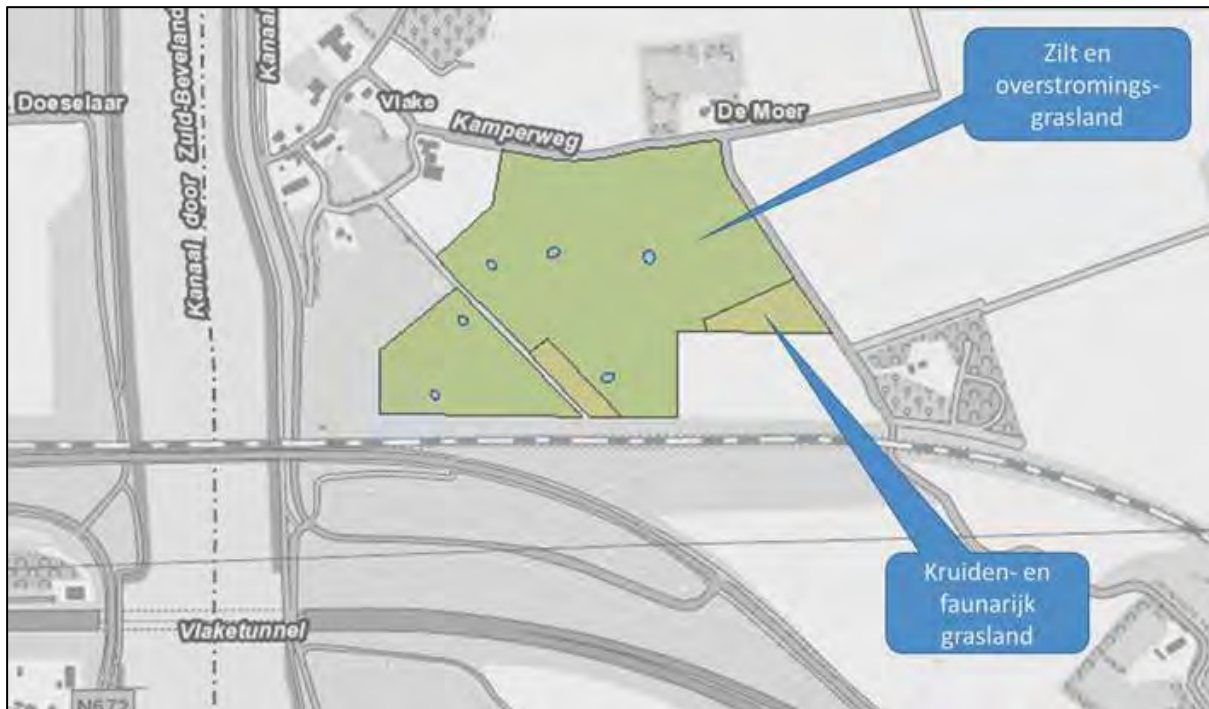 Doeselaar
Kanaal door Zuid-Beveland
Kanaal
Vlake
Kamperweg
De Moer
Zilt en
overstromings-
grasland
Kruiden- en
faunarijk
grasland
Vlaketunnel
N672